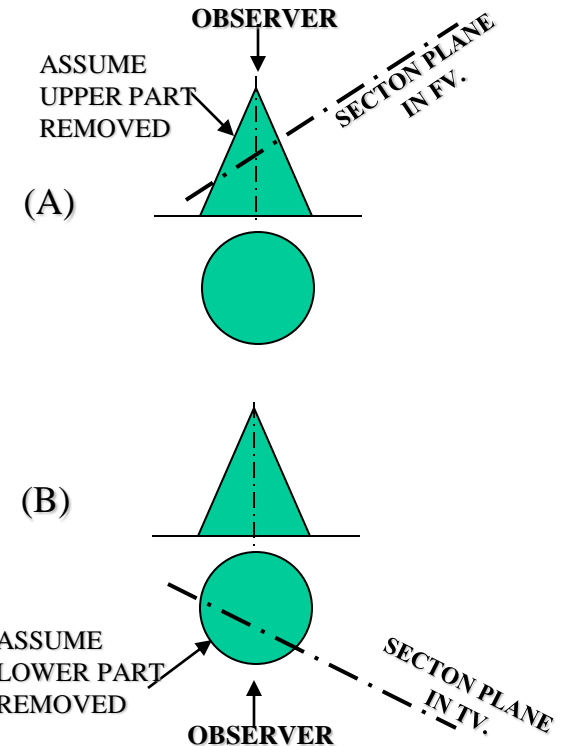 OBSERVER
ASSUME
UPPER PART
REMOVED
SECTON PLANE
IN FV.
(A)
(B)
ASSUME
LOWER PART
REMOVED
SECTON PLANE
IN TV.
OBSERVER